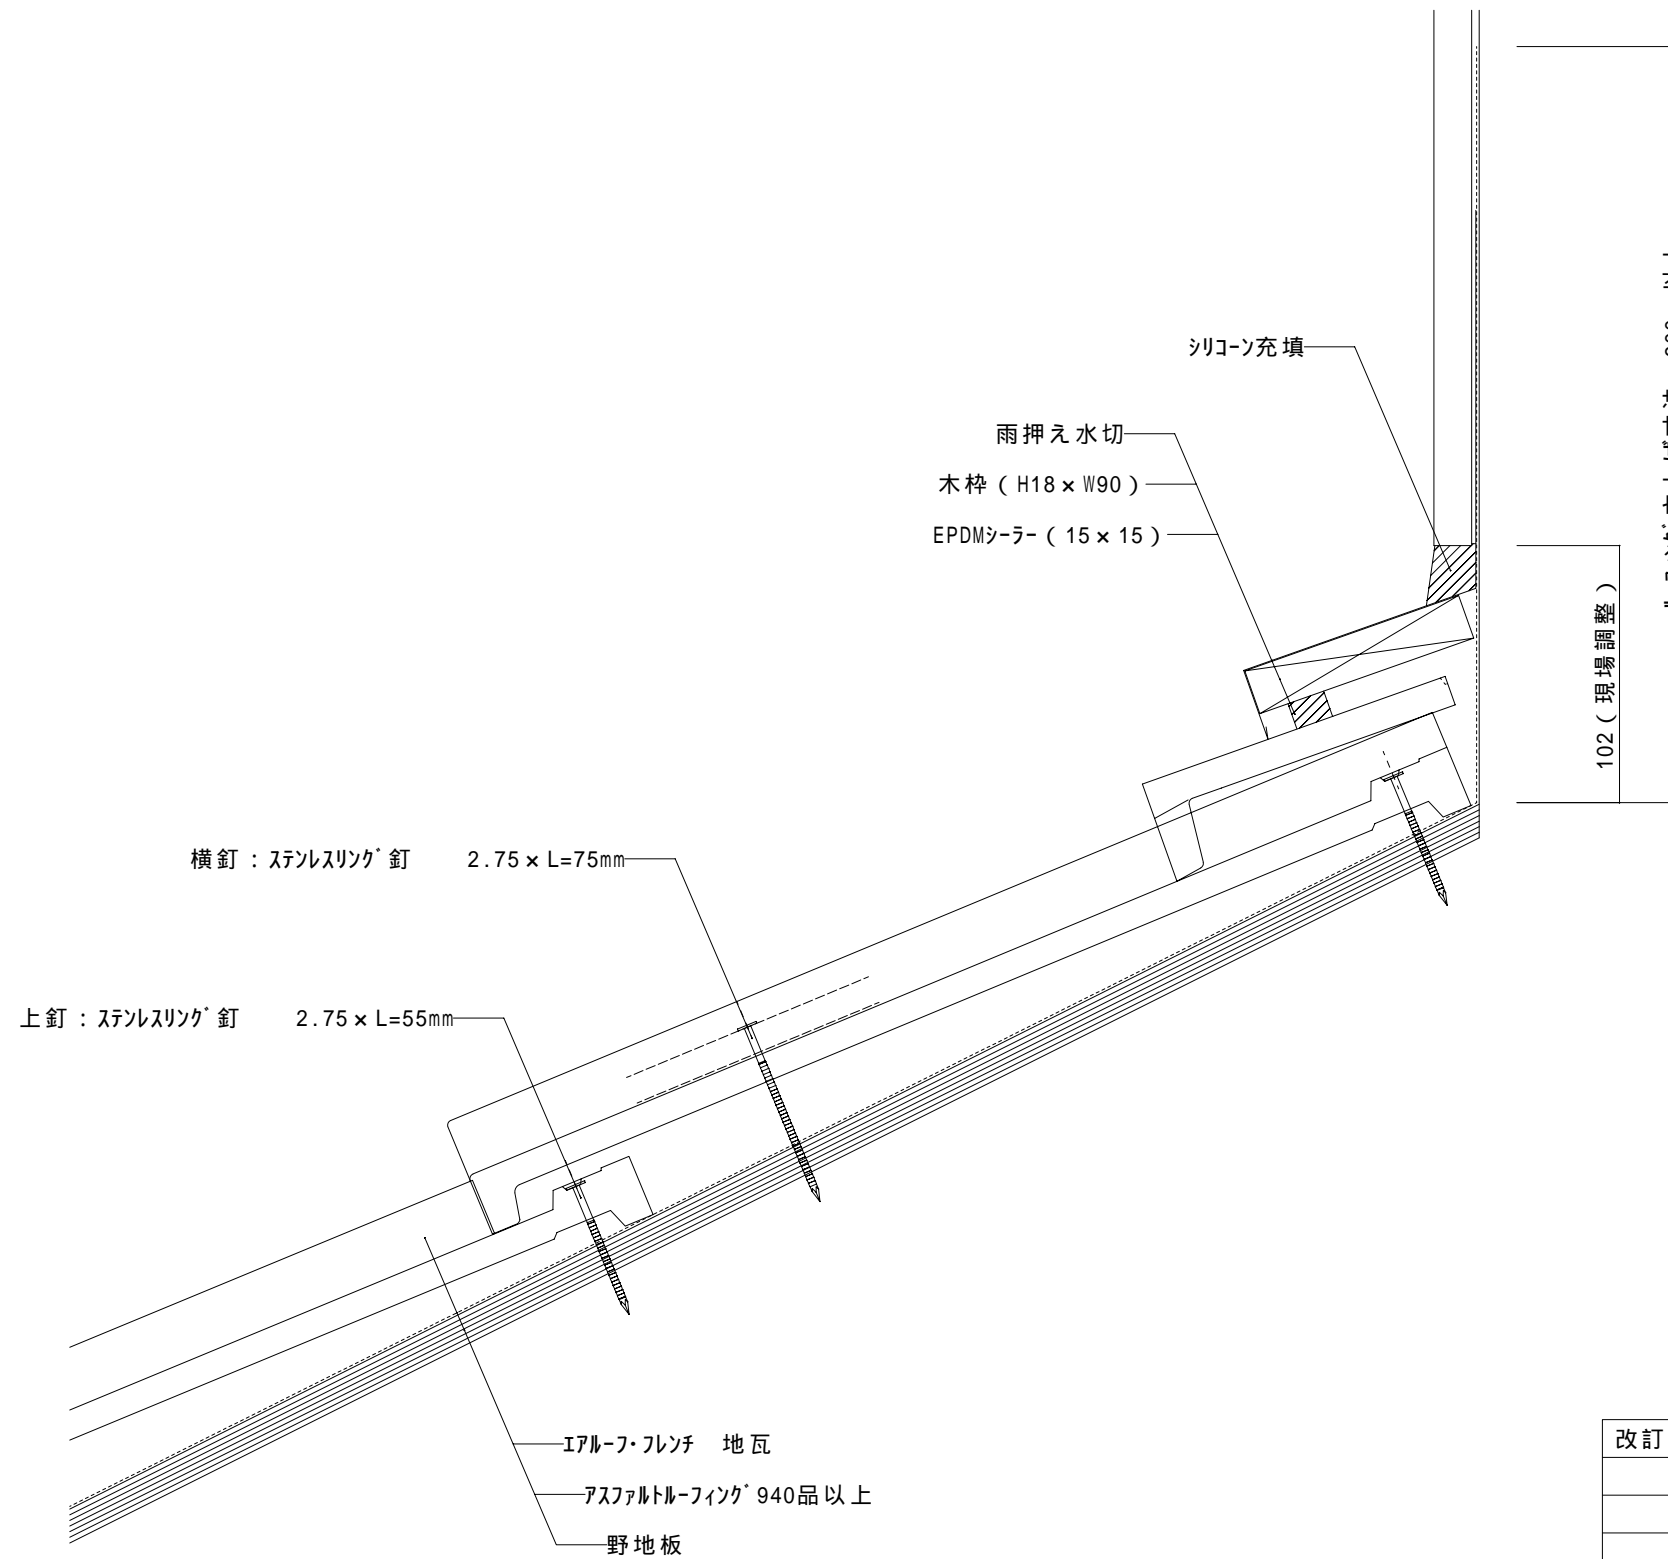 シリコーン充填
雨押え水切
木枠（H18×W90）
EPDMシーラー（15×15）
102（現場調整）
横釘：ｽﾃﾝﾚｽﾘﾝｸﾞ釘　2.75×L=75mm
上釘：ｽﾃﾝﾚｽﾘﾝｸﾞ釘　2.75×L=55mm
ｴｱﾙｰﾌ･ﾌﾚﾝﾁ　地瓦
ｱｽﾌｧﾙﾄﾙｰﾌｨﾝｸﾞ940品以上
野地板
改訂